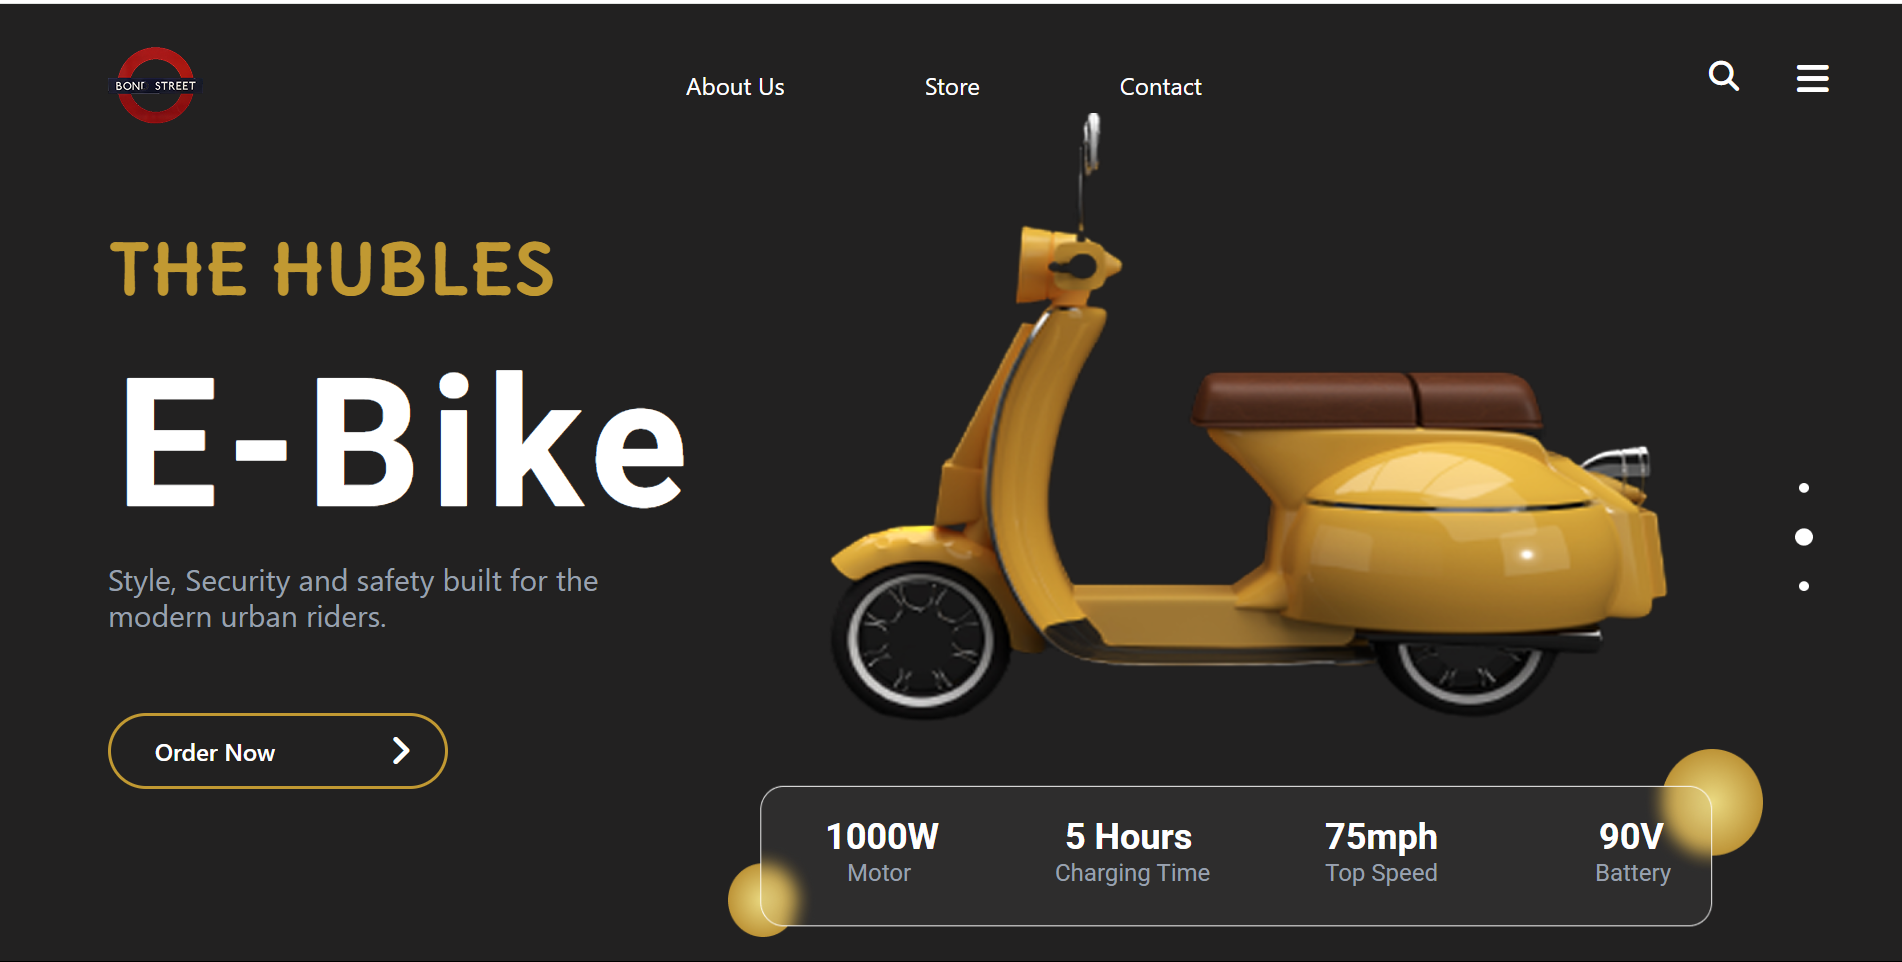 BOND STREET
About Us
Store
Contact
THE HUBLES
E-Bike
Style, Security and safety built for the
modern urban riders.
Order Now
1000W
Motor
5 Hours
Charging Time
75mph
Top Speed
90V
Battery